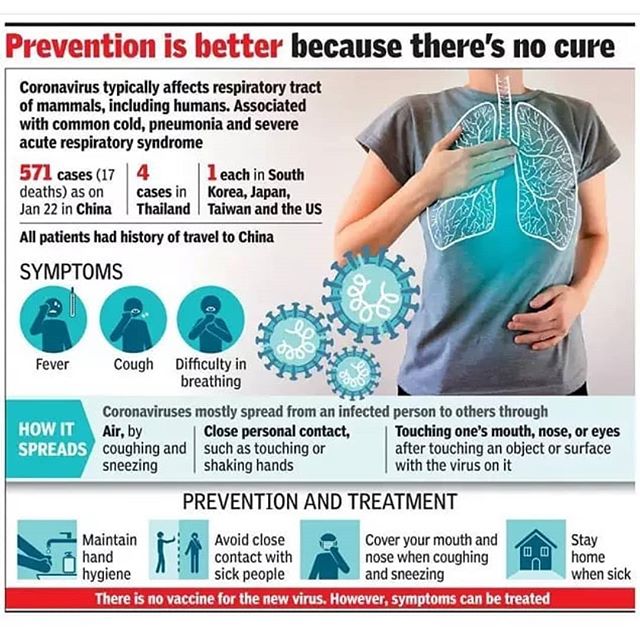 Prevention is better because there's no cure
Coronavirus typically affects respiratory tract
of mammals, including humans. Associated
with common cold, pneumonia and severe
acute respiratory syndrome
571 cases (17
deaths) as on
Jan 22 in China
4
cases in
Thailand
1 each in South
Korea, Japan,
Taiwan and the US
All patients had history of travel to China
SYMPTOMS
Fever
Cough
Difficulty in
breathing
HOW IT
SPREADS
Coronaviruses mostly spread from an infected person to others through
Air, by
coughing and
sneezing
Close personal contact,
such as touching or
shaking hands
Touching one's mouth, nose, or eyes
after touching an object or surface
with the virus on it
PREVENTION AND TREATMENT
Maintain
hand
hygiene
Avoid close
contact with
sick people
Cover your mouth and
nose when coughing
and sneezing
Stay
home
when sick
There is no vaccine for the new virus. However, symptoms can be treated